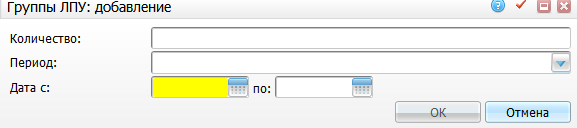 Группы ЛПУ: добавление
Количество:
Период:
Дата с: по:
ОК Отмена